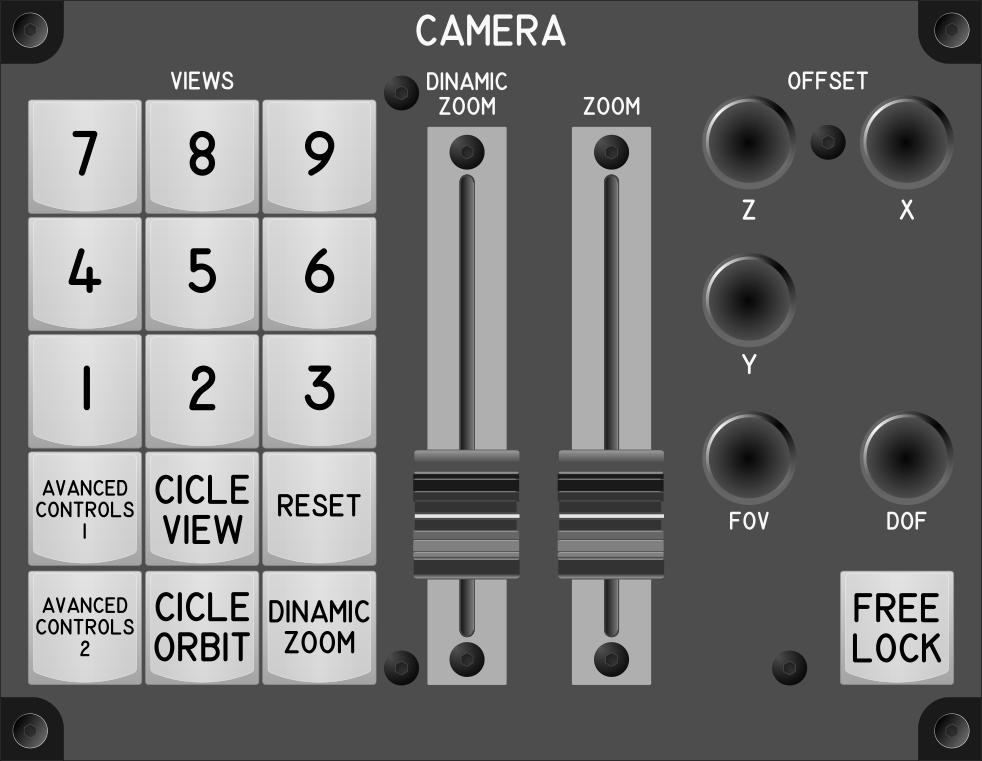 CAMERA
VIEWS
DINAMIC
ZOOM
ZOOM
OFFSET
7
8
9
4
5
6
1
2
3
AVANCED
CONTROLS
1
CICLE
VIEW
RESET
AVANCED
CONTROLS
2
CICLE
ORBIT
DINAMIC
ZOOM
Z
X
Y
FOV
DOF
FREE
LOCK